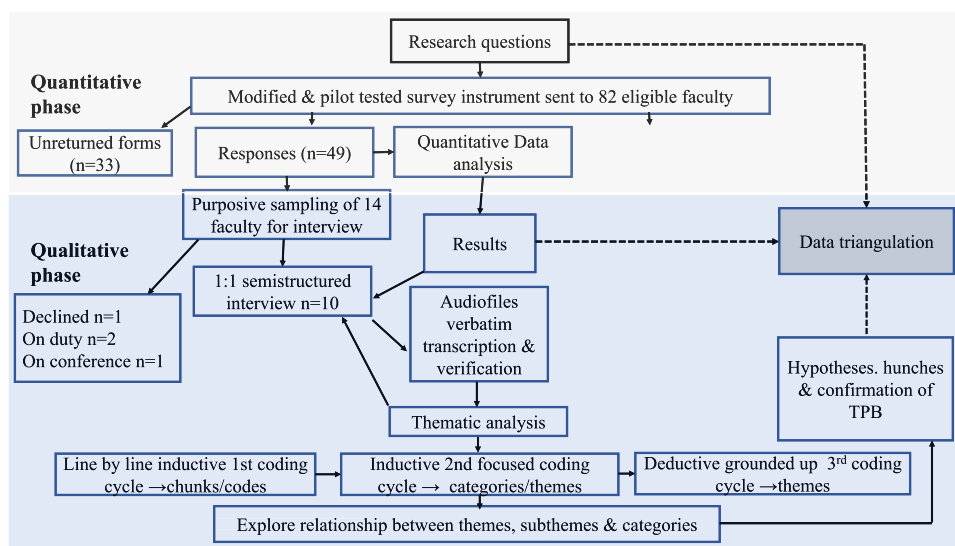 Research questions
Quantitative
phase
Modified & pilot tested survey instrument sent to 82 eligible faculty
Unreturned forms
(n=33)
Responses (n=49)
Quantitative Data
analysis
Purposive sampling of 14
faculty for interview
Qualitative
phase
Results
Data triangulation
1:1 semistructured
interview n=10
Declined n=1
On duty n=2
On conference n=1
Audiofiles
verbatim
transcription &
verification
Hypotheses. hunches
& confirmation of
TPB
Thematic analysis
Line by line inductive 1st coding
cycle →chunks/codes
Inductive 2nd focused coding
cycle → categories/themes
Deductive grounded up 3rd coding
cycle →themes
Explore relationship between themes, subthemes & categories